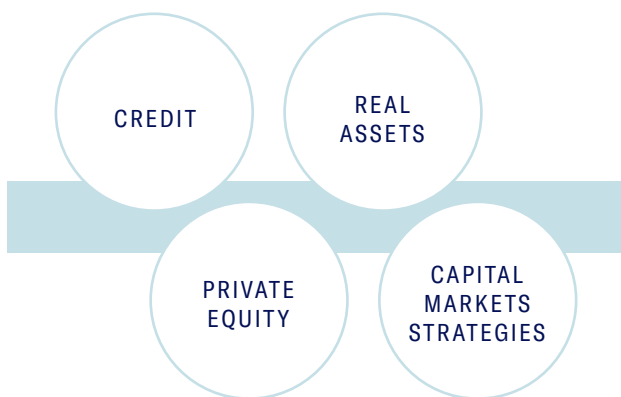 CREDIT
REAL
ASSETS
PRIVATE
EQUITY
CAPITAL
MARKETS
STRATEGIES